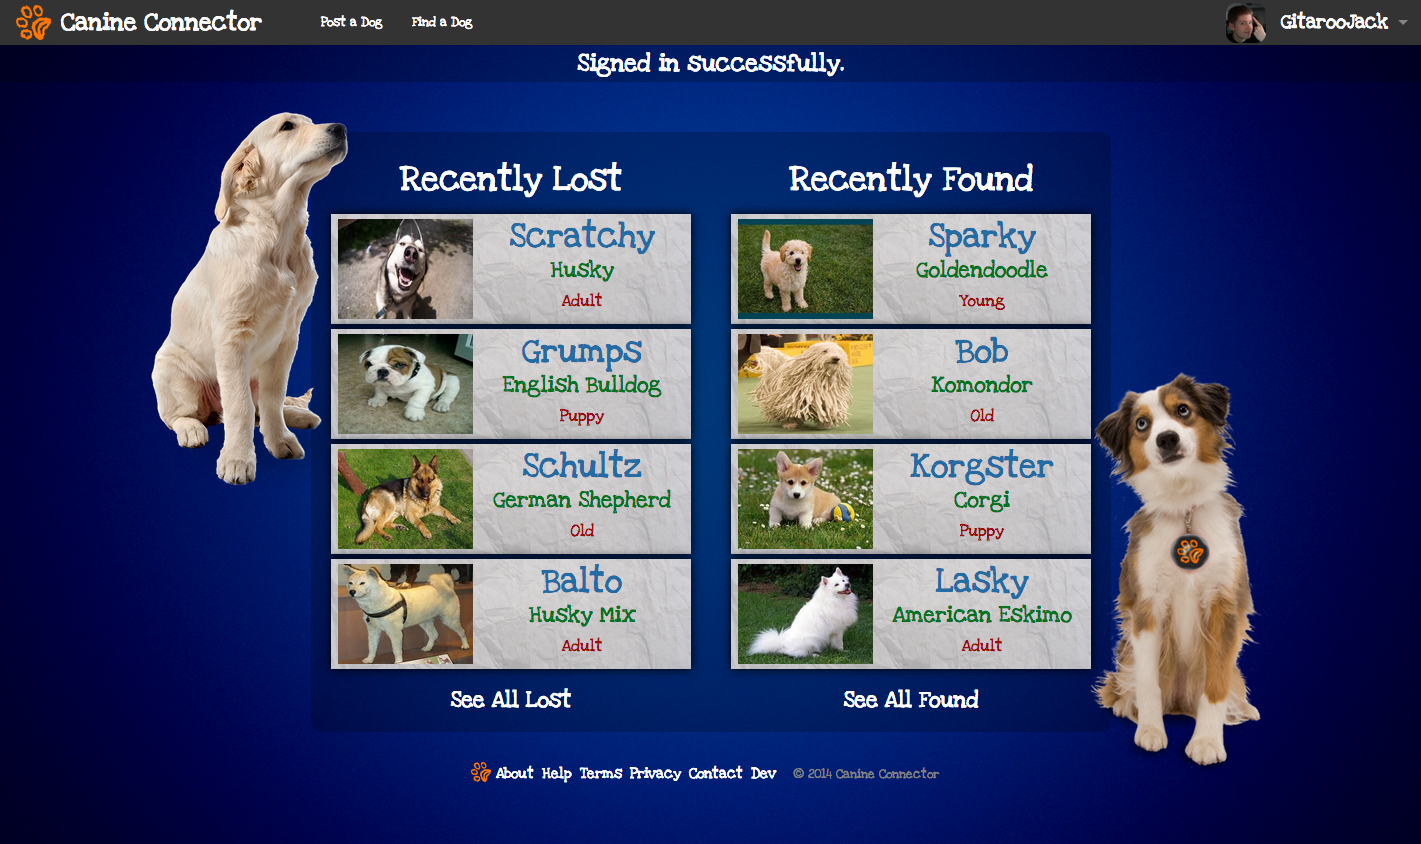 Canine Connector
Post a Dog
Find a Dog
GitarooJack
Signed in successfully.
Recently Lost
Scratchy
Husky
Adult
Grumps
English Bulldog
Puppy
Schultz
German Shepherd
Old
Balto
Husky Mix
Adult
See All Lost
Recently Found
Sparky
Goldendoodle
Young
Bob
Komondor
Old
Korgster
Corgi
Puppy
Lasky
American Eskimo
Adult
See All Found
About Help Terms Privacy Contact Dev © 2014 Canine Connector